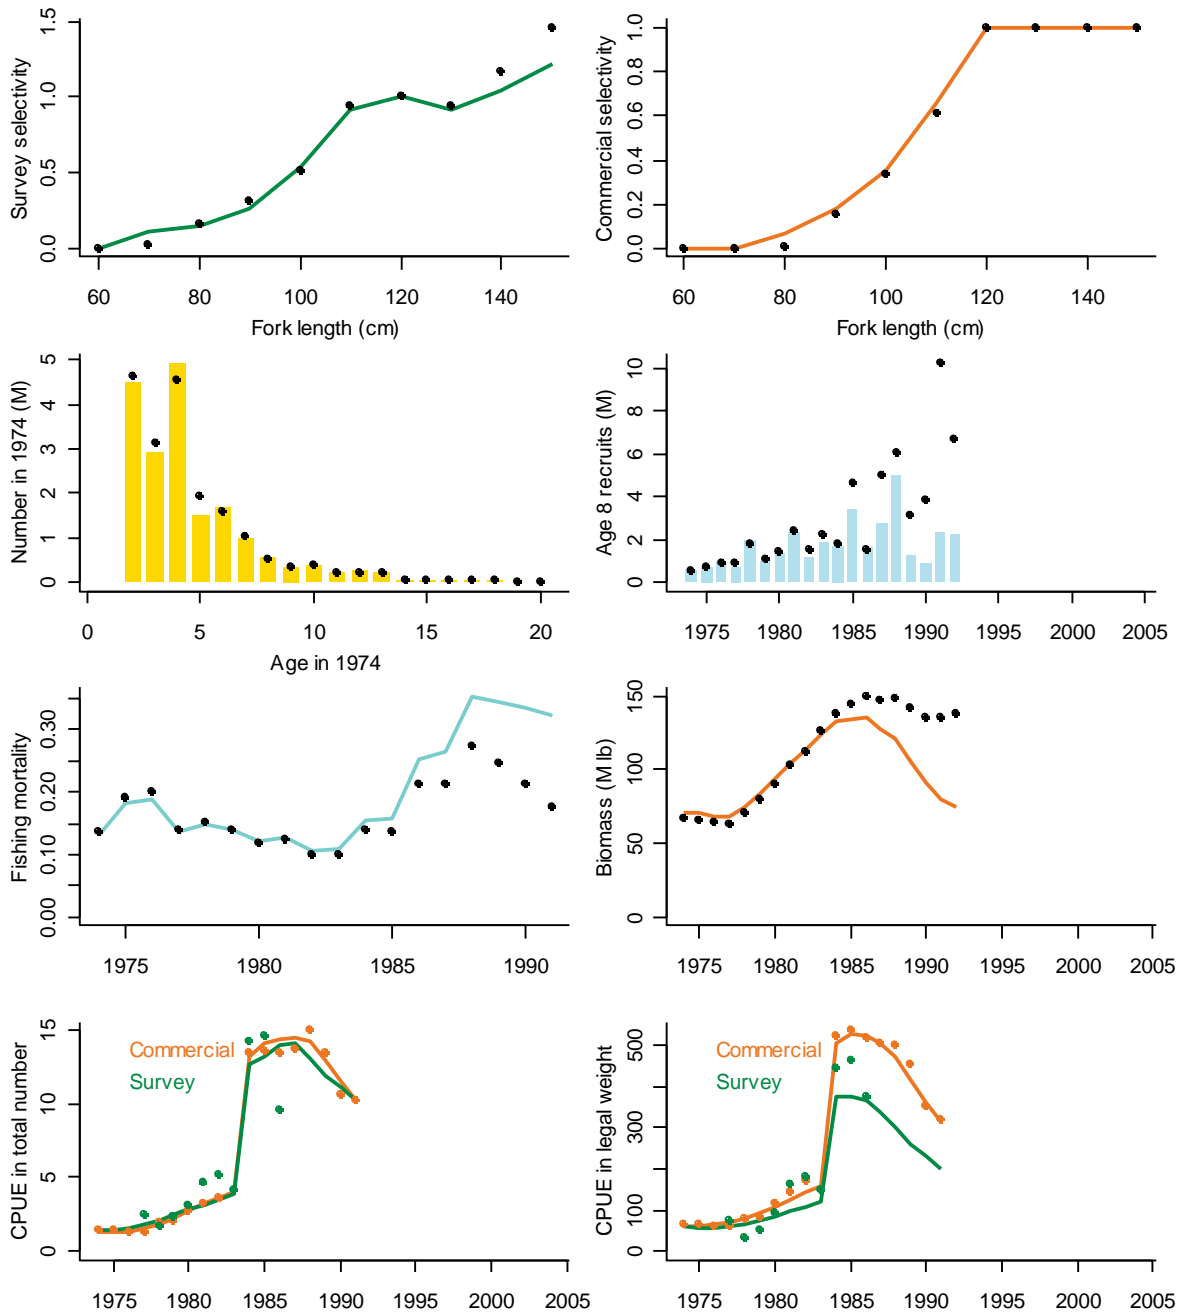 Survey selectivity
0.0 0.5 1.0 1.5
60 80 100 120 140
Fork length (cm)
Commercial selectivity
0.0 0.2 0.4 0.6 0.8 1.0
60 80 100 120 140
Fork length (cm)
Number in 1974 (M)
0 1 2 3 4 5
0 5 10 15 20
Age in 1974
Age 8 recruits (M)
0 2 4 6 8 10
1975 1980 1985 1990 1995 2000 2005
Fishing mortality
0.00 0.10 0.20 0.30
1975 1980 1985 1990
Biomass (M lb)
0 50 100 150
1975 1980 1985 1990 1995 2000 2005
CPUE in total number
0 5 10 15
Commercial
Survey
1975 1980 1985 1990 1995 2000 2005
CPUE in legal weight
0 100 300 500
Commercial
Survey
1975 1980 1985 1990 1995 2000 2005